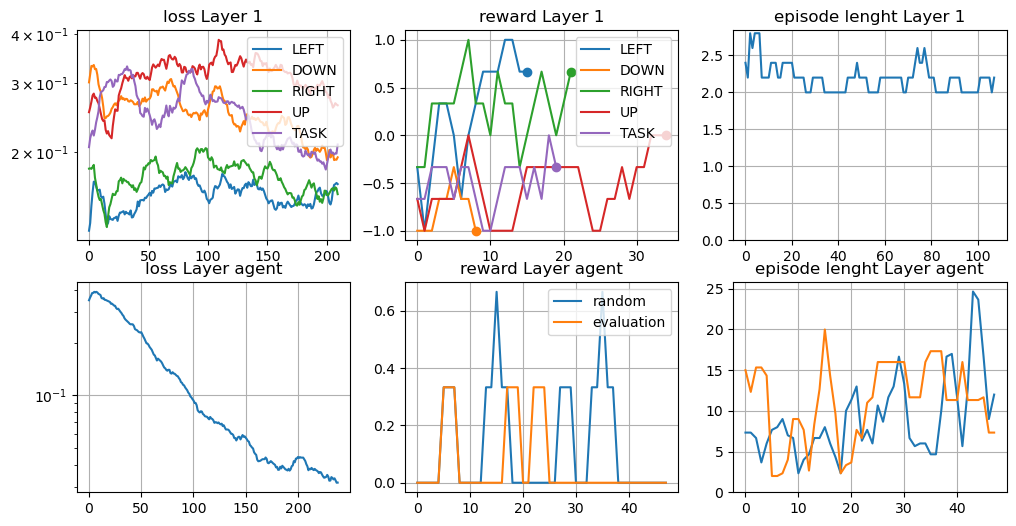 loss Layer 1
4 × 10⁻¹
3 × 10⁻¹
2 × 10⁻¹
0 50 100 150 200
LEFT
DOWN
RIGHT
UP
TASK
reward Layer 1
1.0
0.5
0.0
−0.5
−1.0
0 10 20 30
LEFT
DOWN
RIGHT
UP
TASK
episode lenght Layer 1
2.5
2.0
1.5
1.0
0.5
0.0
0 20 40 60 80 100
loss Layer agent
10⁻¹
0 50 100 150 200
reward Layer agent
0.6
0.4
0.2
0.0
0 10 20 30 40
random
evaluation
episode lenght Layer agent
25
20
15
10
5
0
0 10 20 30 40